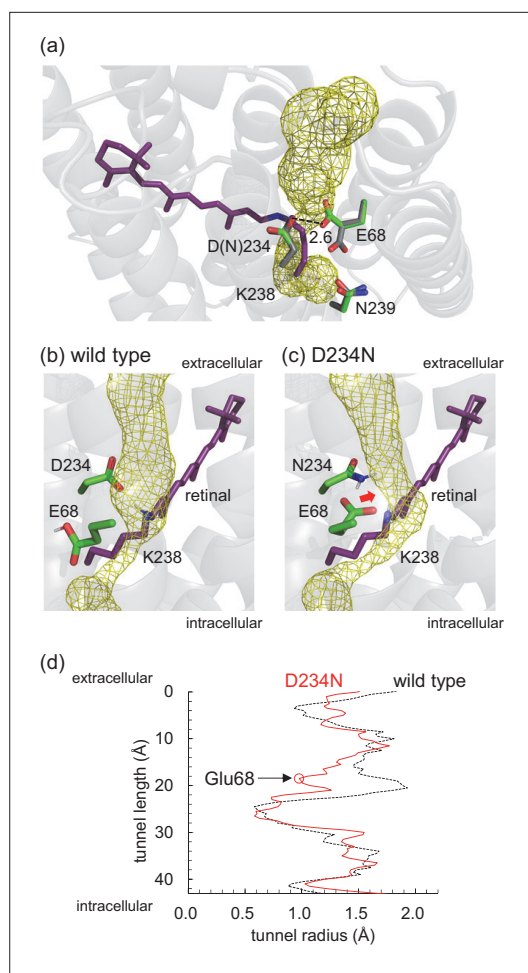 (a)
D(N)234
2.6
E68
K238
N239
(b) wild type
extracellular
(c) D234N
extracellular
D234
E68
retinal
K238
intracellular
N234
E68
retinal
K238
intracellular
(d)
extracellular
D234N
wild type
0
10
Glu68
20
30
40
tunnel length (Å)
intracellular
0.0 0.5 1.0 1.5 2.0
tunnel radius (Å)